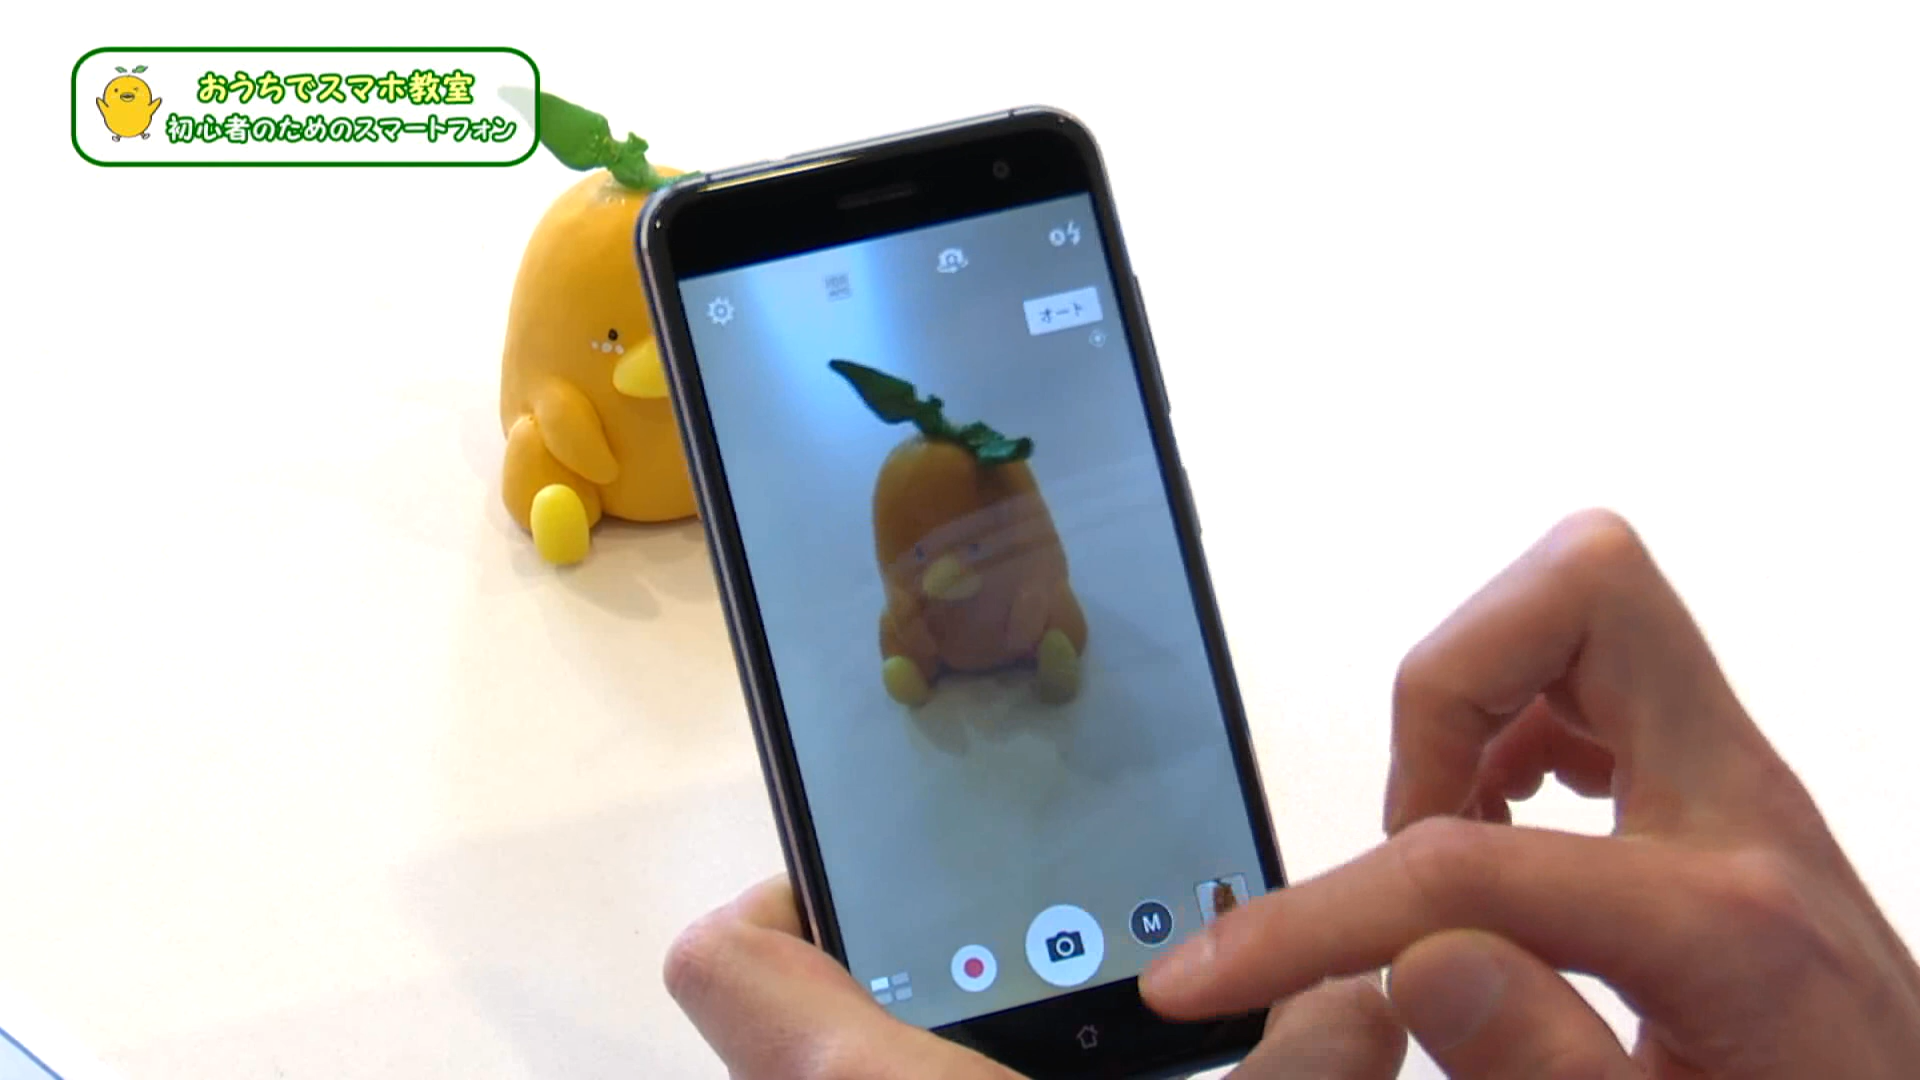 おうちでスマホ教室
初心者のためのスマートフォン
オート
M